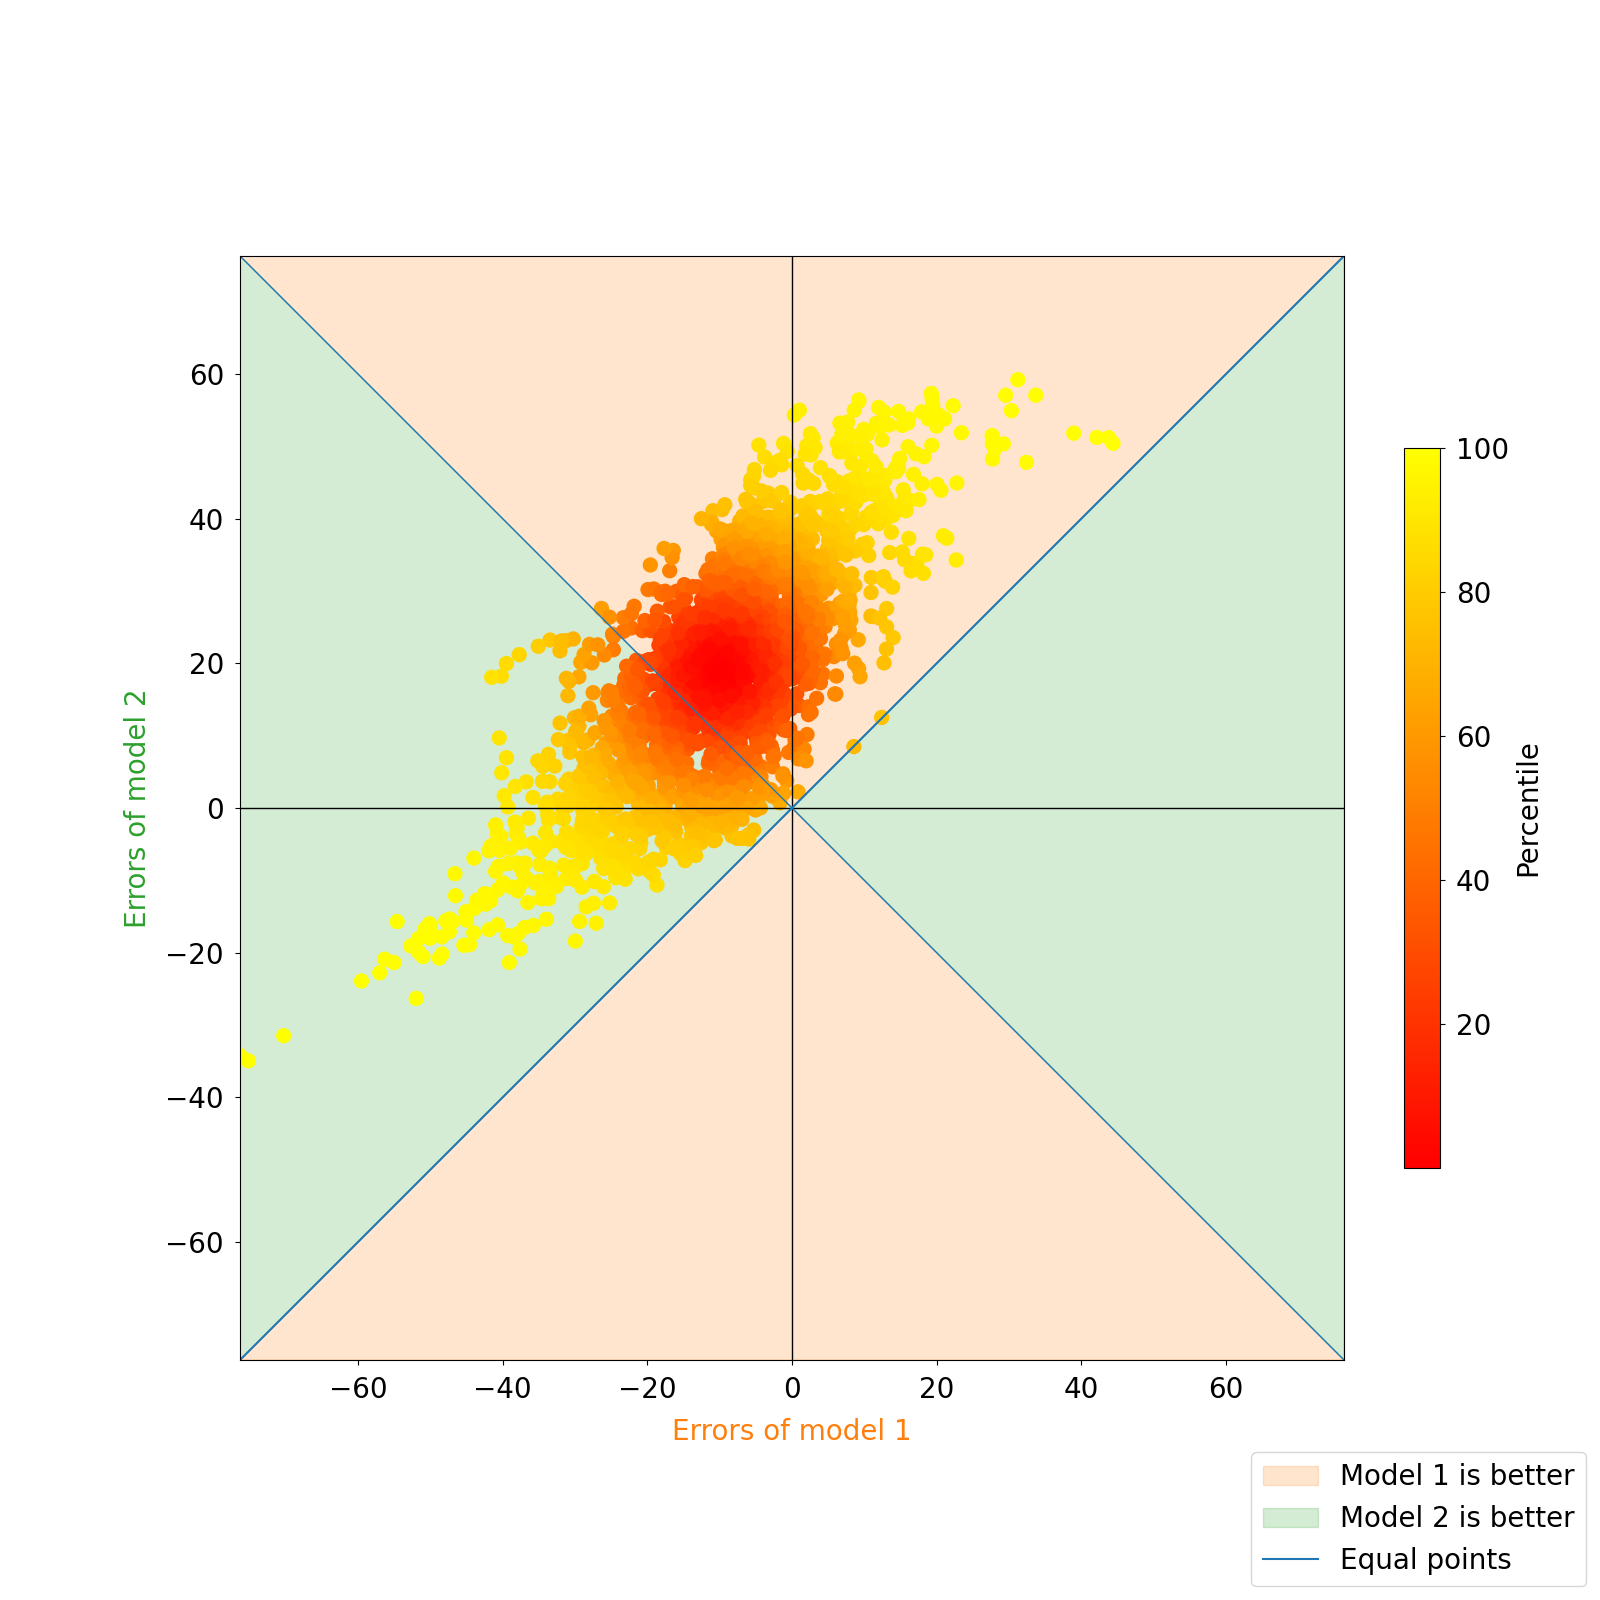 60
40
20
0
−20
−40
−60
Errors of model 2
−60 −40 −20 0 20 40 60
Errors of model 1
100
80
60
40
20
Percentile
Model 1 is better
Model 2 is better
Equal points